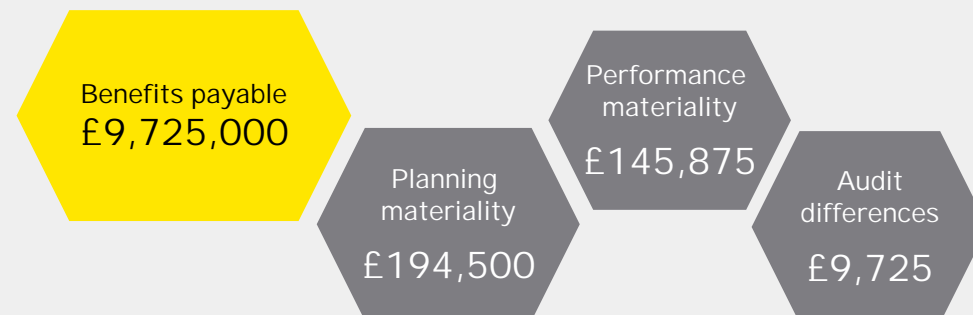 Benefits payable
£9,725,000
Planning
materiality
£194,500
Performance
materiality
£145,875
Audit
differences
£9,725